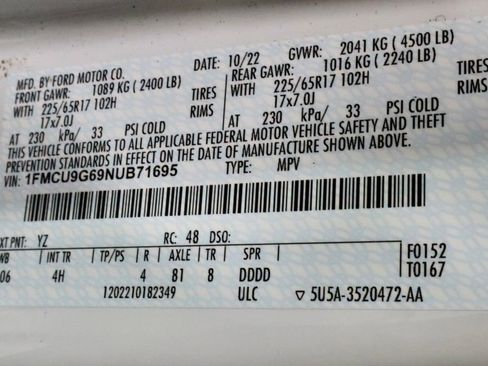 MFD. BY FORD MOTOR CO.
DATE: 10/22 GVWR: 2041 KG ( 4500 LB)
FRONT GAWR: 1089 KG ( 2400 LB) REAR GAWR: 1016 KG ( 2240 LB)
WITH 225/65R17 102H TIRES WITH 225/65R17 102H TIRES
17x7.0J RIMS 17x7.0J RIMS
AT 230 kPa/ 33 PSI COLD AT 230 kPa/ 33 PSI COLD
THIS VEHICLE CONFORMS TO ALL APPLICABLE FEDERAL MOTOR VEHICLE SAFETY AND THEFT
PREVENTION STANDARDS IN EFFECT ON THE DATE OF MANUFACTURE SHOWN ABOVE.
VIN: 1FMCU9G69NUB71695 TYPE: MPV
XT PNT: YZ RC: 48 DSO:
WB INT TR TP/PS R AXLE TR SPR
06 4H 4 81 8 DDDD
F0152
T0167
1202210182349 ULC ▽ 5U5A-3520472-AA